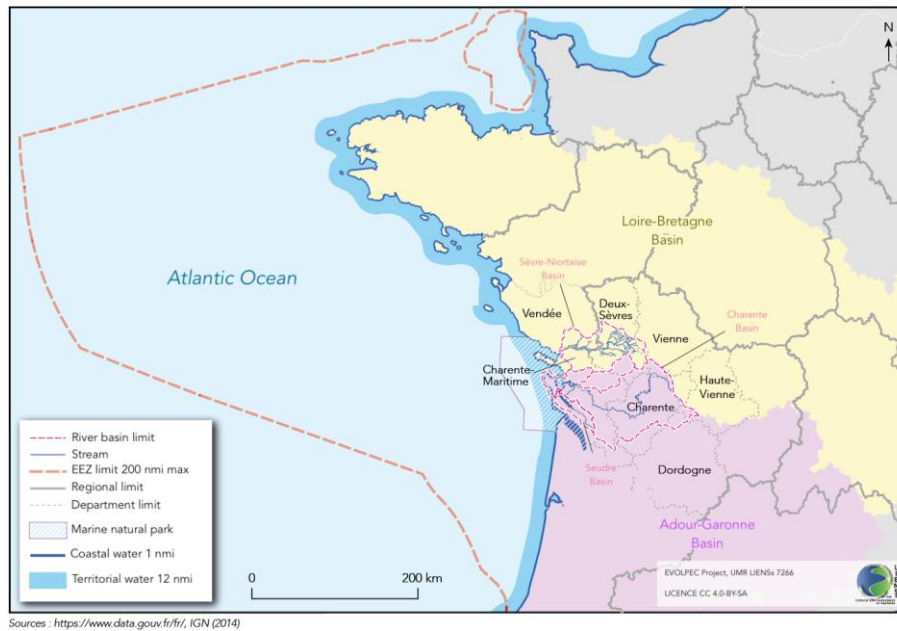 N
Loire-Bretagne
Basin
Sèvre-Niortaise
Basin
Atlantic Ocean
Deux-
Sèvres
Vendée
Charente
Basin
Vienne
Charente-
Maritime
Haute-
Vienne
Charente
Seudre
Basin
Dordogne
Adour-Garonne
Basin
River basin limit
Stream
EEZ limit 200 nmi max
Regional limit
Department limit
Marine natural park
Coastal water 1 nmi
Territorial water 12 nmi
0 200 km
EVOLPEC Project, UMR LIENSs 7266
LICENCE CC 4.0-BY-SA
Sources : https://www.data.gouv.fr/fr/, IGN (2014)